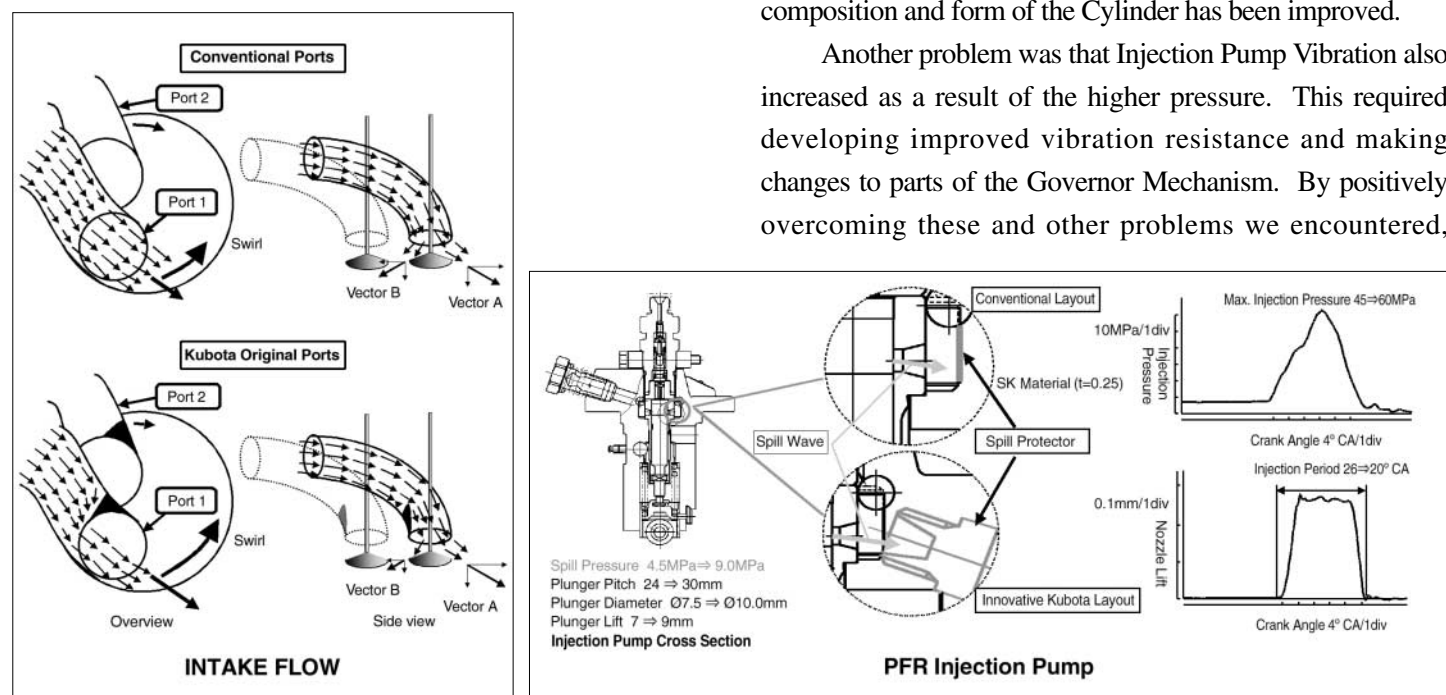 composition and form of the Cylinder has been improved.
Another problem was that Injection Pump Vibration also
increased as a result of the higher pressure. This required
developing improved vibration resistance and making
changes to parts of the Governor Mechanism. By positively
overcoming these and other problems we encountered,
Conventional Ports
Port 2
Port 1
Swirl
Vector B
Vector A
Kubota Original Ports
Port 2
Port 1
Swirl
Vector B
Vector A
Overview
Side view
INTAKE FLOW
Spill Pressure 4.5MPa⇒ 9.0MPa
Plunger Pitch 24 ⇒ 30mm
Plunger Diameter Ø7.5 ⇒ Ø10.0mm
Plunger Lift 7 ⇒ 9mm
Injection Pump Cross Section
Conventional Layout
SK Material (t=0.25)
Spill Wave
Spill Protector
Innovative Kubota Layout
Max. Injection Pressure 45⇒60MPa
10MPa/1div
Injection
Pressure
Crank Angle 4º CA/1div
Injection Period 26⇒20º CA
0.1mm/1div
Nozzle Lift
Crank Angle 4º CA/1div
PFR Injection Pump